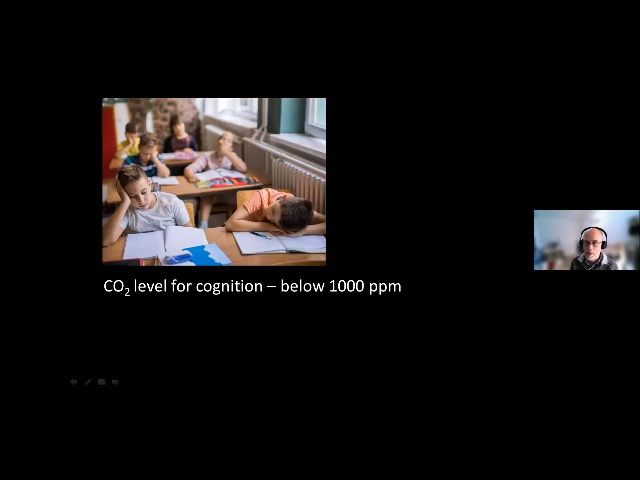 CO₂ level for cognition – below 1000 ppm